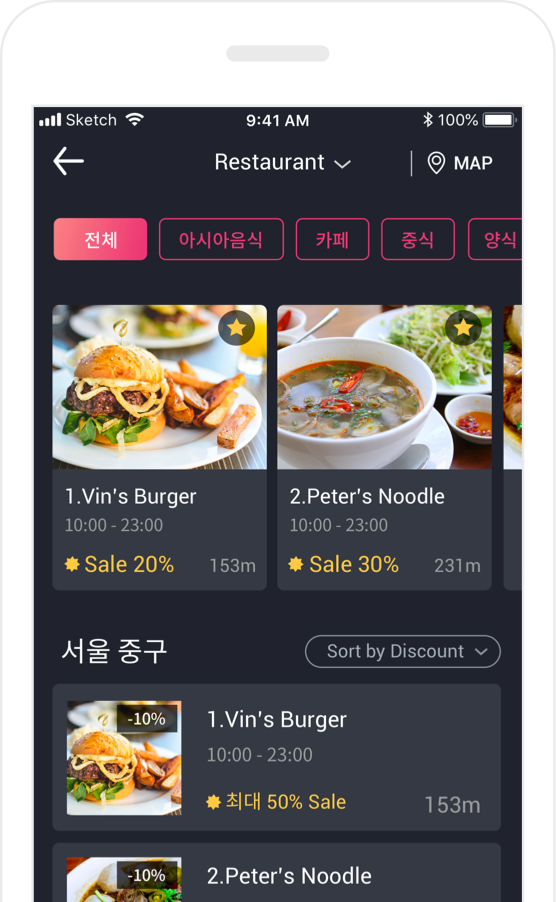 Sketch 9:41 AM 100%
Restaurant MAP
전체 아시아음식 카페 중식 양식
1.Vin's Burger
10:00 - 23:00
Sale 20% 153m
2.Peter's Noodle
10:00 - 23:00
Sale 30% 231m
서울 중구 Sort by Discount
-10%
1.Vin's Burger
10:00 - 23:00
최대 50% Sale 153m
-10%
2.Peter's Noodle